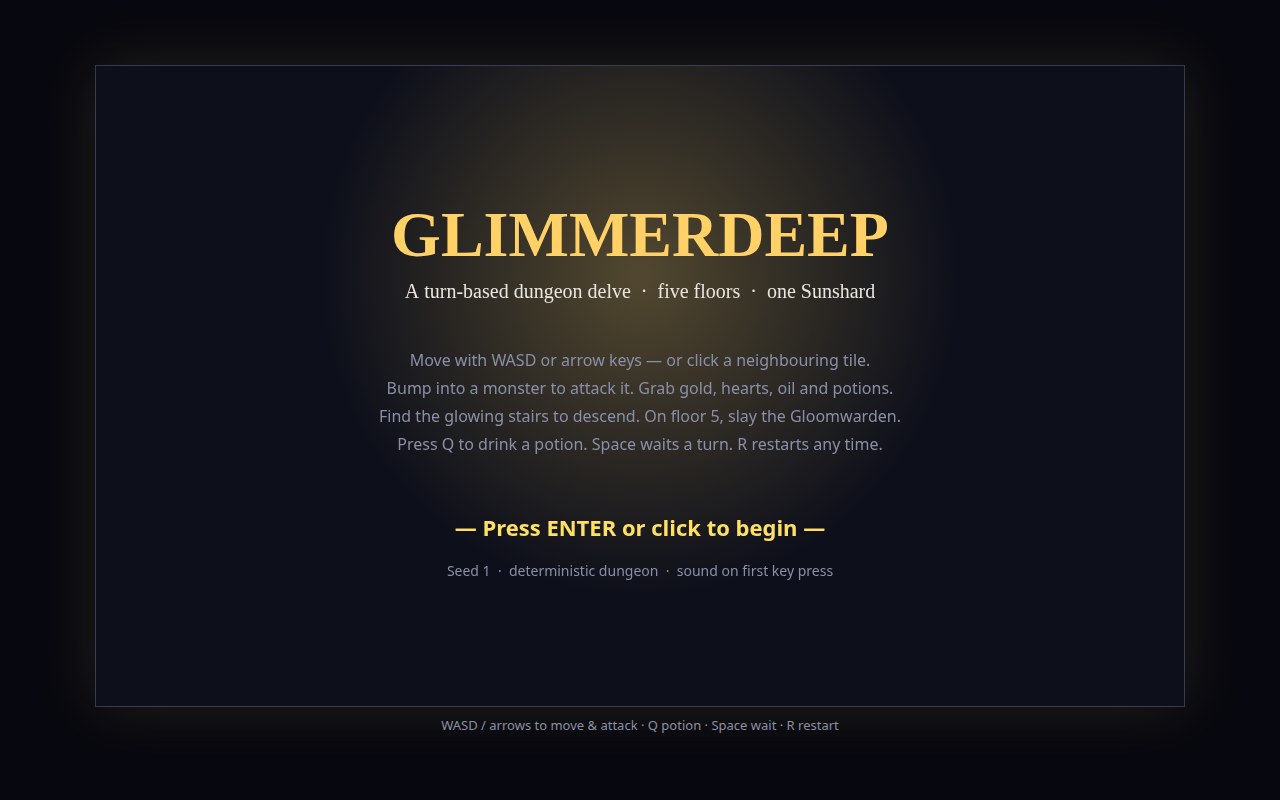 GLIMMERDEEP
A turn-based dungeon delve · five floors · one Sunshard
Move with WASD or arrow keys — or click a neighbouring tile.
Bump into a monster to attack it. Grab gold, hearts, oil and potions.
Find the glowing stairs to descend. On floor 5, slay the Gloomwarden.
Press Q to drink a potion. Space waits a turn. R restarts any time.
— Press ENTER or click to begin —
Seed 1 · deterministic dungeon · sound on first key press
WASD / arrows to move & attack · Q potion · Space wait · R restart